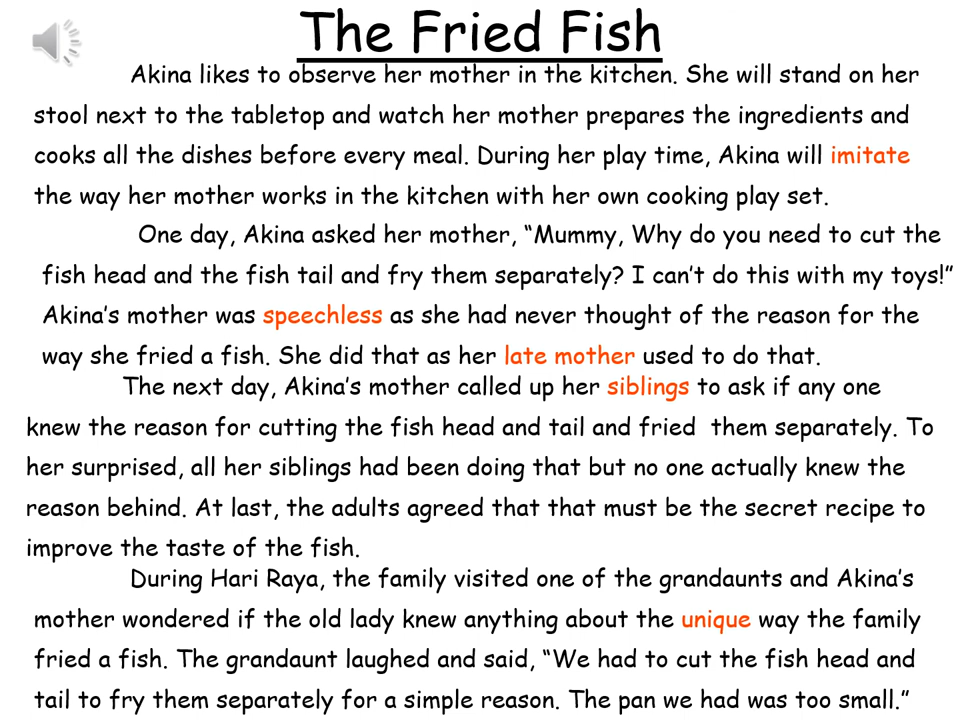 The Fried Fish
Akina likes to observe her mother in the kitchen. She will stand on her
stool next to the tabletop and watch her mother prepares the ingredients and
cooks all the dishes before every meal. During her play time, Akina will imitate
the way her mother works in the kitchen with her own cooking play set.
One day, Akina asked her mother, “Mummy, Why do you need to cut the
fish head and the fish tail and fry them separately? I can’t do this with my toys!”
Akina’s mother was speechless as she had never thought of the reason for the
way she fried a fish. She did that as her late mother used to do that.
The next day, Akina’s mother called up her siblings to ask if any one
knew the reason for cutting the fish head and tail and fried  them separately. To
her surprised, all her siblings had been doing that but no one actually knew the
reason behind. At last, the adults agreed that that must be the secret recipe to
improve the taste of the fish.
During Hari Raya, the family visited one of the grandaunts and Akina’s
mother wondered if the old lady knew anything about the unique way the family
fried a fish. The grandaunt laughed and said, “We had to cut the fish head and
tail to fry them separately for a simple reason. The pan we had was too small.”